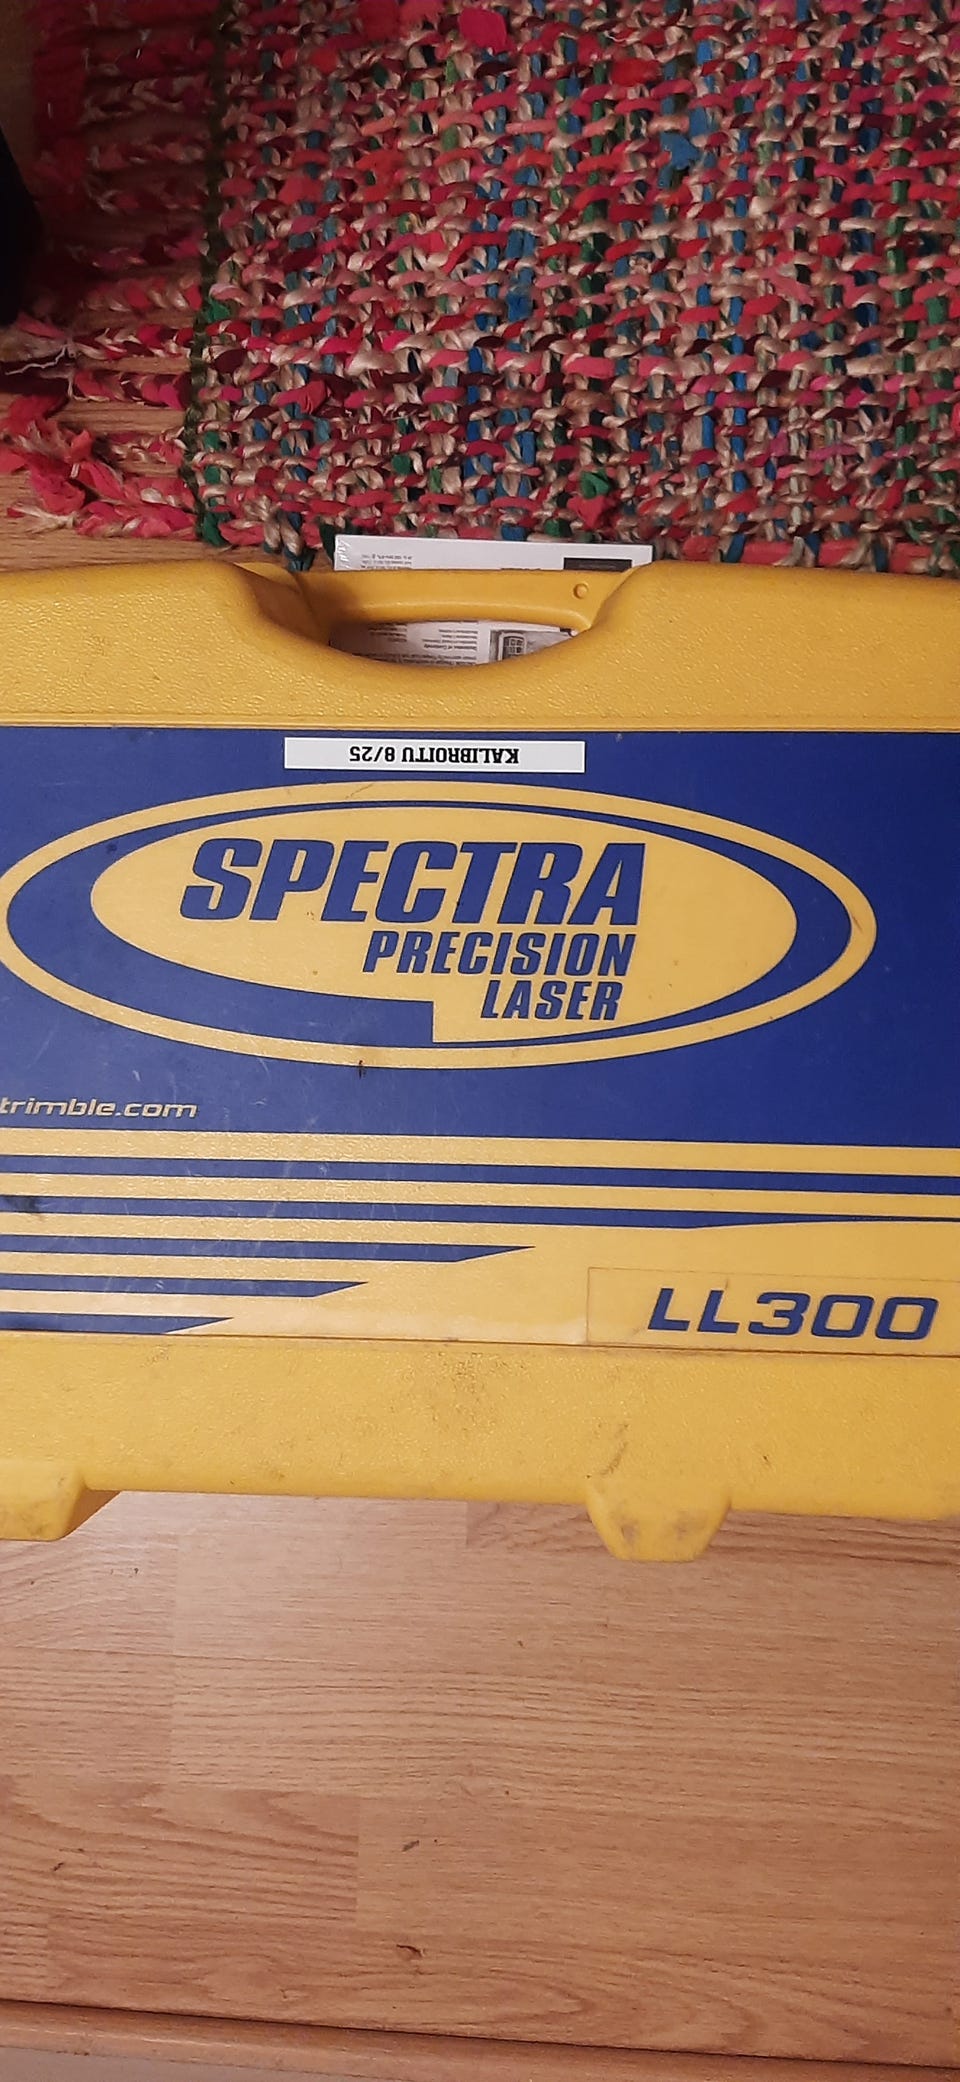 KALIBROITU 8/25
SPECTRA
PRECISION
LASER
trimble.com
LL300